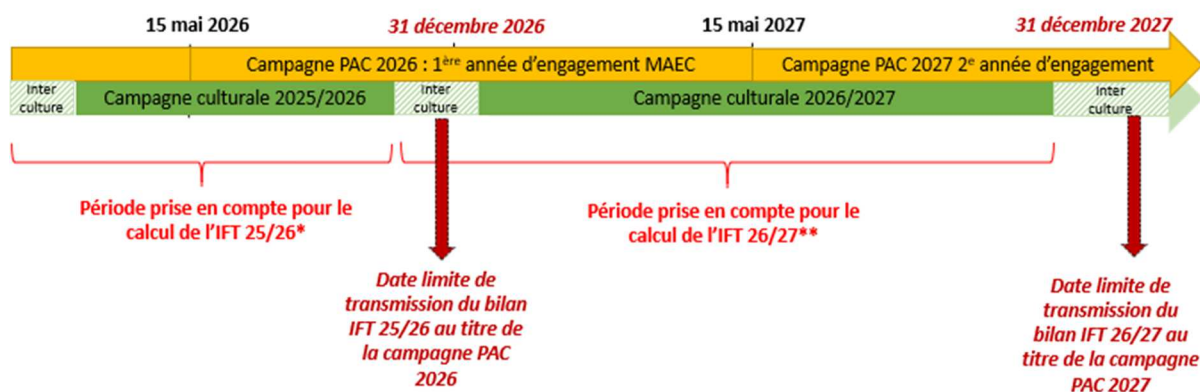 15 mai 2026
31 décembre 2026
15 mai 2027
31 décembre 2027
Campagne PAC 2026 : 1ère année d'engagement MAEC
Campagne PAC 2027 2e année d'engagement
Inter
culture
Campagne culturale 2025/2026
Inter
culture
Campagne culturale 2026/2027
Inter
culture
Période prise en compte pour le
calcul de l'IFT 25/26*
Période prise en compte pour le
calcul de l'IFT 26/27**
Date limite de
transmission du bilan
IFT 25/26 au titre de
la campagne PAC
2026
Date limite de
transmission du
bilan IFT 26/27 au
titre de la campagne
PAC 2027